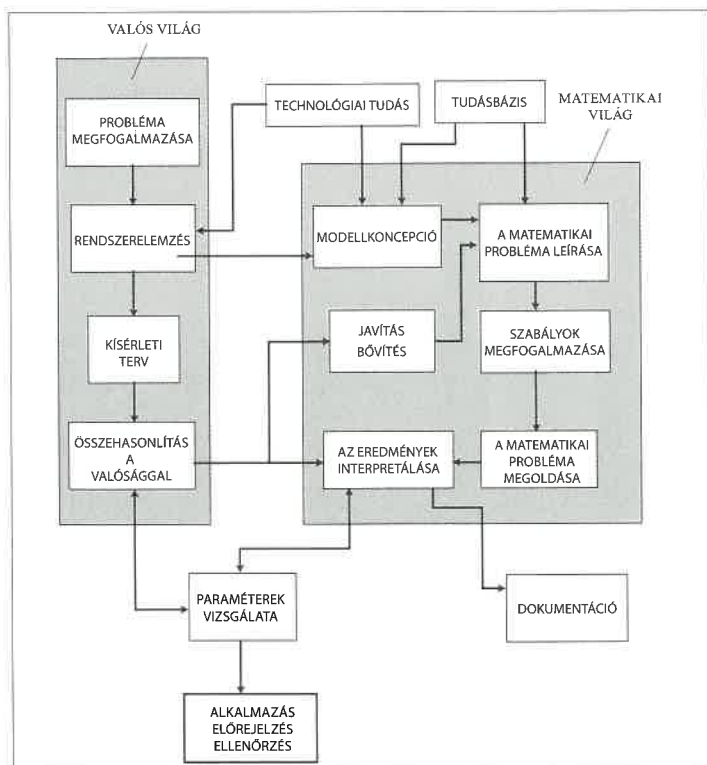 VALÓS VILÁG
PROBLÉMA
MEGFOGALMAZÁSA
RENDSZERELEMZÉS
KÍSÉRLETI
TERV
ÖSSZEHASONLÍTÁS
A
VALÓSÁGGAL
TECHNOLÓGIAI TUDÁS
TUDÁSBÁZIS
MATEMATIKAI
VILÁG
MODELLKONCEPCIÓ
A MATEMATIKAI
PROBLÉMA LEÍRÁSA
JAVÍTÁS
BŐVÍTÉS
SZABÁLYOK
MEGFOGALMAZÁSA
AZ EREDMÉNYEK
INTERPRETÁLÁSA
A MATEMATIKAI
PROBLÉMA
MEGOLDÁSA
PARAMÉTEREK
VIZSGÁLATA
DOKUMENTÁCIÓ
ALKALMAZÁS
ELŐREJELZÉS
ELLENŐRZÉS